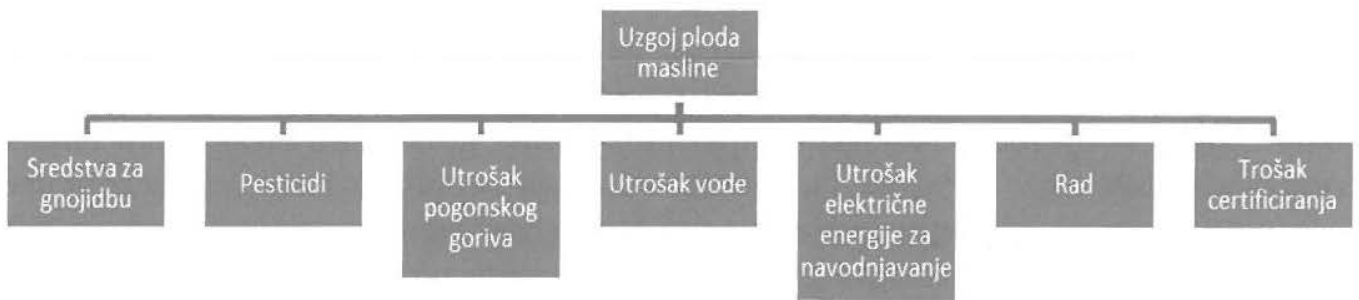 Uzgoj ploda
masline
Sredstva za
gnojidbu
Pesticidi
Utrošak
pogonskog
goriva
Utrošak vode
Utrošak
električne
energije za
navodnjavanje
Rad
Trošak
certificiranja